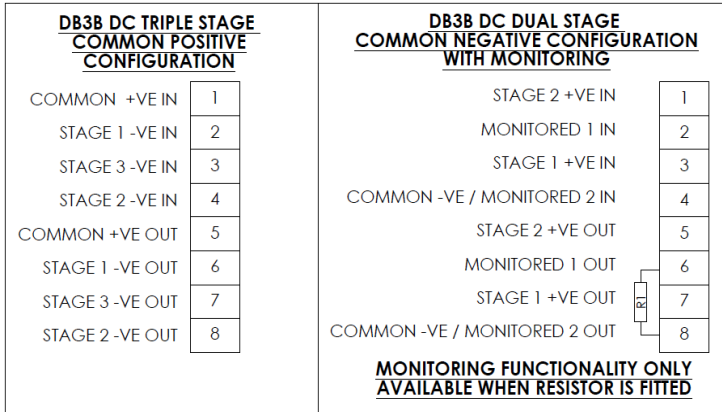 DB3B DC TRIPLE STAGE
COMMON POSITIVE
CONFIGURATION
COMMON +VE IN 1
STAGE 1 -VE IN 2
STAGE 3 -VE IN 3
STAGE 2 -VE IN 4
COMMON +VE OUT 5
STAGE 1 -VE OUT 6
STAGE 3 -VE OUT 7
STAGE 2 -VE OUT 8
DB3B DC DUAL STAGE
COMMON NEGATIVE CONFIGURATION
WITH MONITORING
STAGE 2 +VE IN 1
MONITORED 1 IN 2
STAGE 1 +VE IN 3
COMMON -VE / MONITORED 2 IN 4
STAGE 2 +VE OUT 5
MONITORED 1 OUT 6
STAGE 1 +VE OUT R1 7
COMMON -VE / MONITORED 2 OUT 8
MONITORING FUNCTIONALITY ONLY
AVAILABLE WHEN RESISTOR IS FITTED